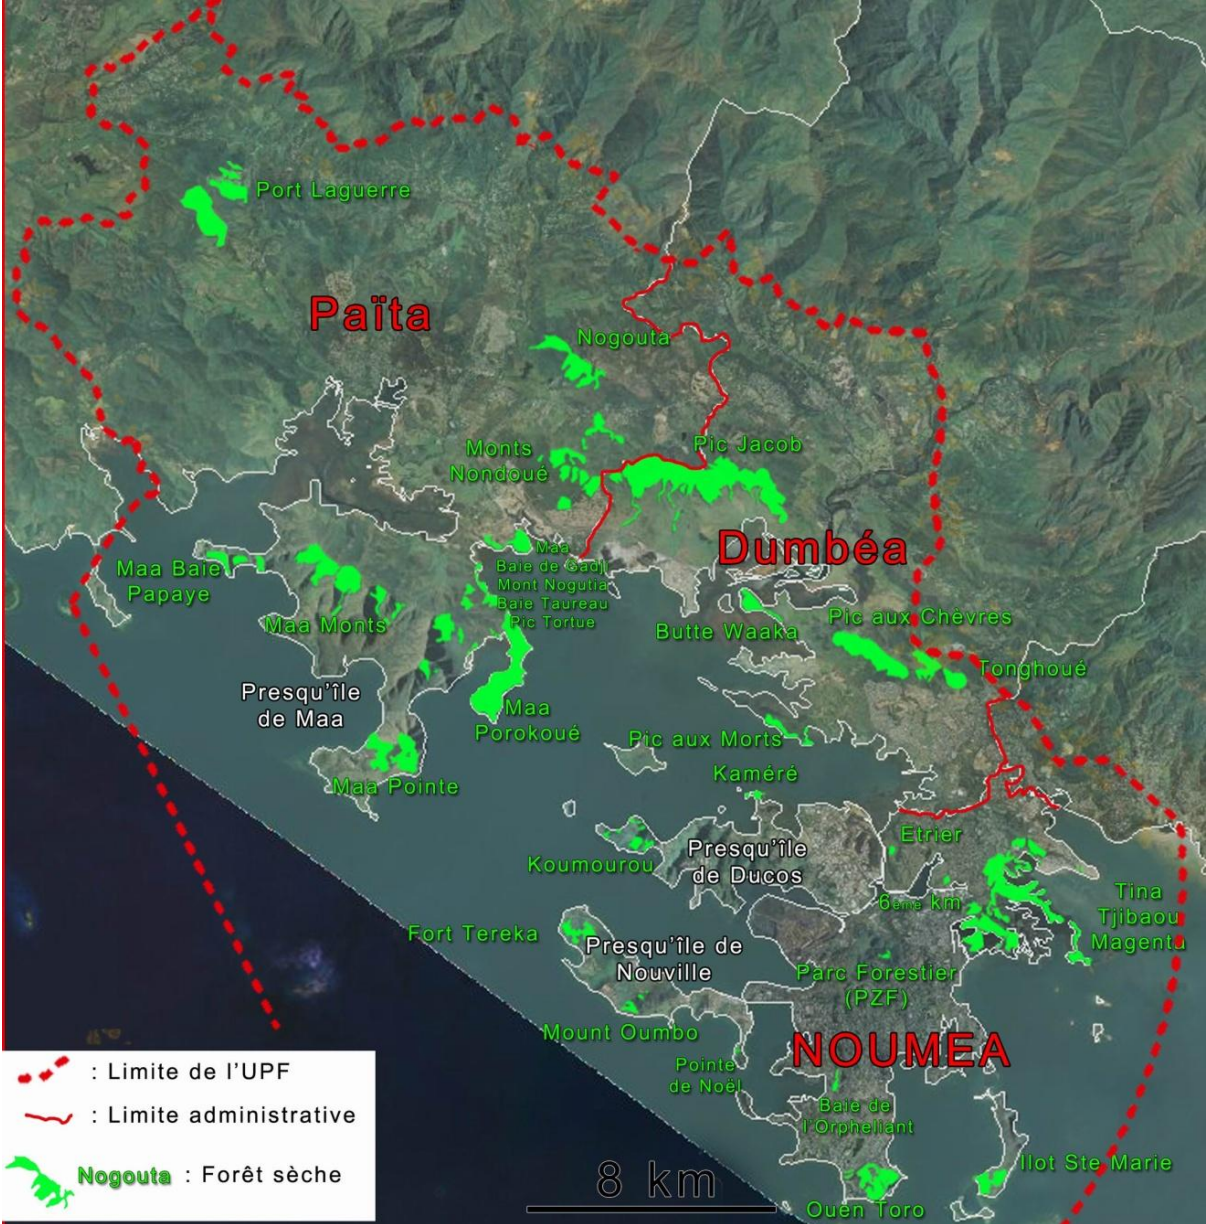 Port Laguerre
Païta
Nogouta
Monts
Nondoué
Pic Jacob
Dumbéa
Maa
Baie de Gadji
Mont Nogutia
Baie Taureau
Pic Tortue
Maa Baie
Papaye
Maa Monts
Butte Waaka
Pic aux Chèvres
Tonghoué
Presqu'île
de Maa
Maa
Porokoué
Pic aux Morts
Kaméré
Maa Pointe
Etrier
Presqu'île
de Ducos
Koumourou
6ème km
Tina
Tjibaou
Magenta
Fort Tereka
Presqu'île de
Nouville
Parc Forestier
(PZF)
Mount Oumbo
NOUMEA
Pointe
de Noël
Baie de
l'Orpheliant
Ilot Ste Marie
Ouen Toro
8 km
: Limite de l'UPF
: Limite administrative
Nogouta : Forêt sèche